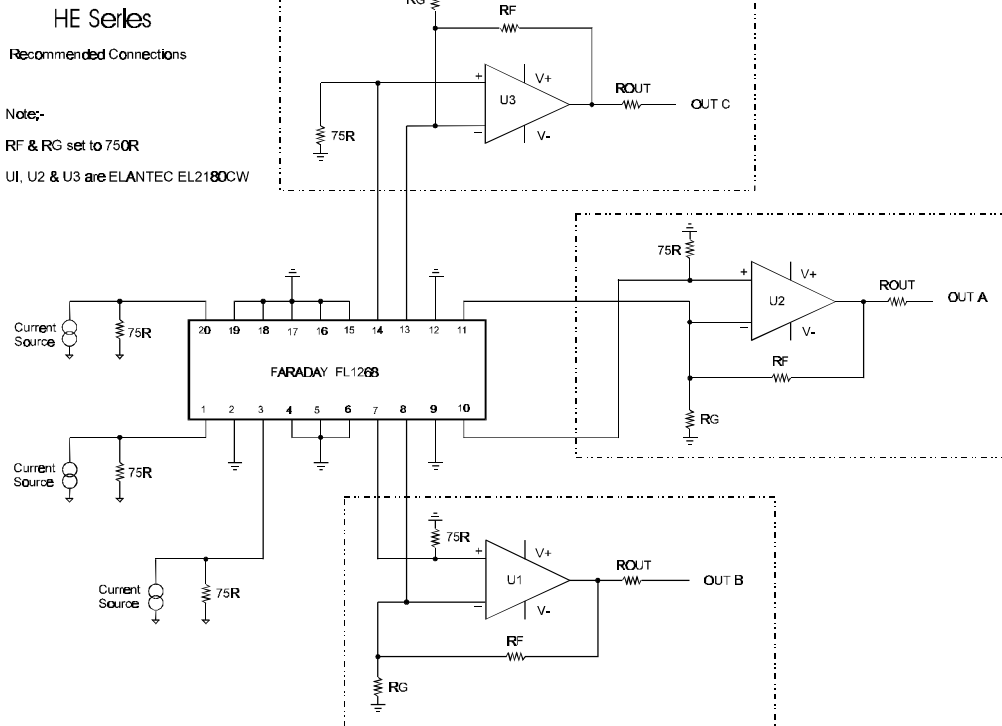 HE Series
Recommended Connections
Note;-
RF & RG set to 750R
U1, U2 & U3 are ELANTEC EL2180CW
RG
RF
+
V+
U3
ROUT
OUT C
75R
−
V-
75R
+
V+
U2
ROUT
OUT A
−
V-
RF
RG
Current
Source
75R
20 19 18 17 16 15 14 13 12 11
FARADAY FL1268
1 2 3 4 5 6 7 8 9 10
Current
Source
75R
Current
Source
75R
75R
+
V+
U1
ROUT
OUT B
−
V-
RF
RG